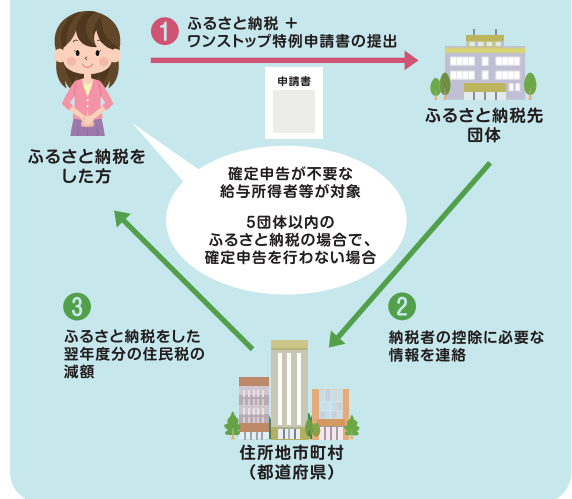 1 ふるさと納税 ＋
ワンストップ特例申請書の提出
申請書
ふるさと納税を
した方
ふるさと納税先
団体
確定申告が不要な
給与所得者等が対象
5団体以内の
ふるさと納税の場合で、
確定申告を行わない場合
2
納税者の控除に必要な
情報を連絡
3
ふるさと納税をした
翌年度分の住民税の
減額
住所地市町村
（都道府県）